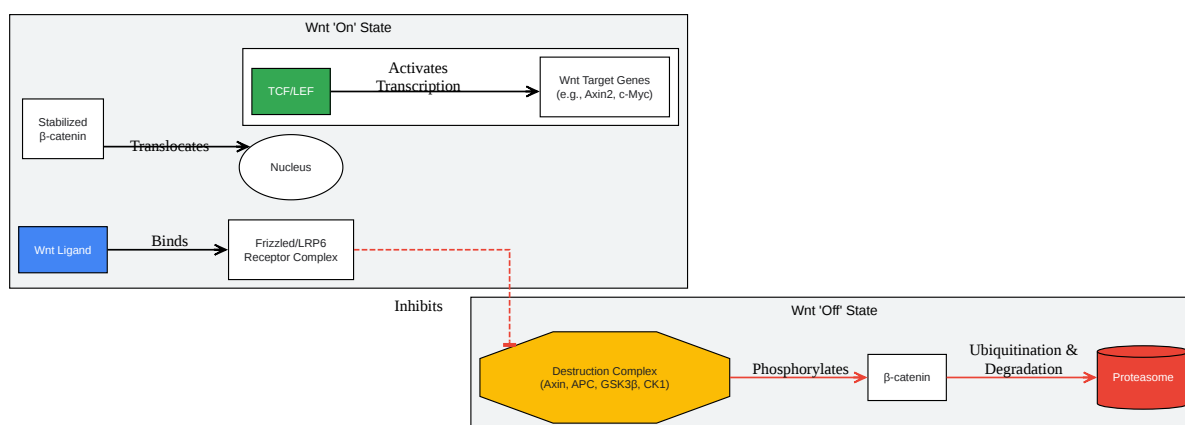 Wnt 'On' State
TCF/LEF
Activates
Transcription
Wnt Target Genes
(e.g., Axin2, c-Myc)
Stabilized
β-catenin
Translocates
Nucleus
Wnt Ligand
Binds
Frizzled/LRP6
Receptor Complex
Inhibits
Wnt 'Off' State
Destruction Complex
(Axin, APC, GSK3β, CK1)
Phosphorylates
β-catenin
Ubiquitination &
Degradation
Proteasome